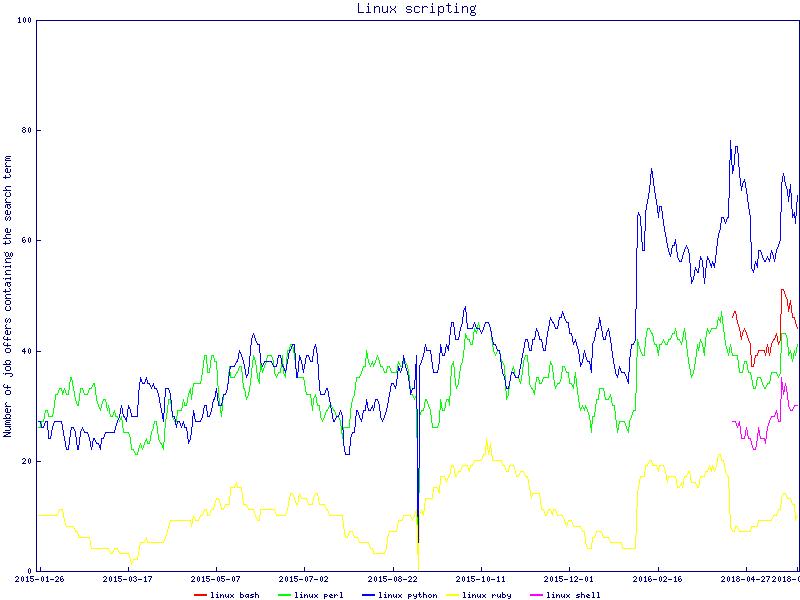 Linux scripting
Number of job offers containing the search term
100
80
60
40
20
0
2015-01-26 2015-03-17 2015-05-07 2015-07-02 2015-08-22 2015-10-11 2015-12-01 2016-02-16 2018-04-27 2018-0
linux bash linux perl linux python linux ruby linux shell